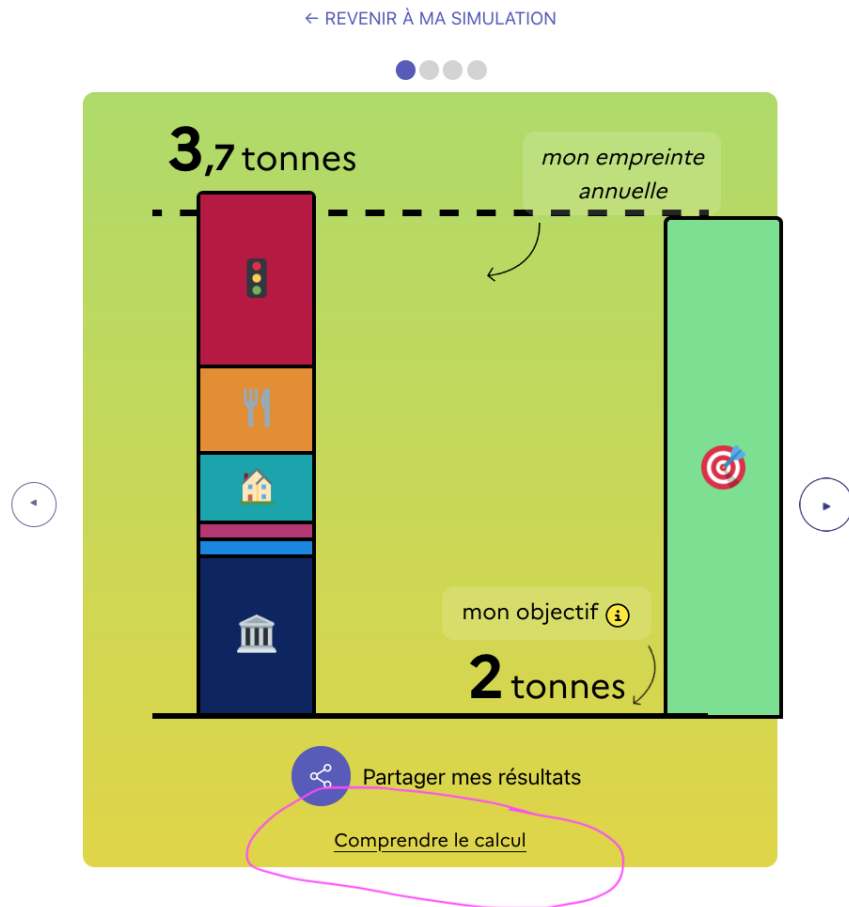 ← REVENIR À MA SIMULATION
3,7 tonnes
mon empreinte
annuelle
mon objectif
2 tonnes
Partager mes résultats
Comprendre le calcul